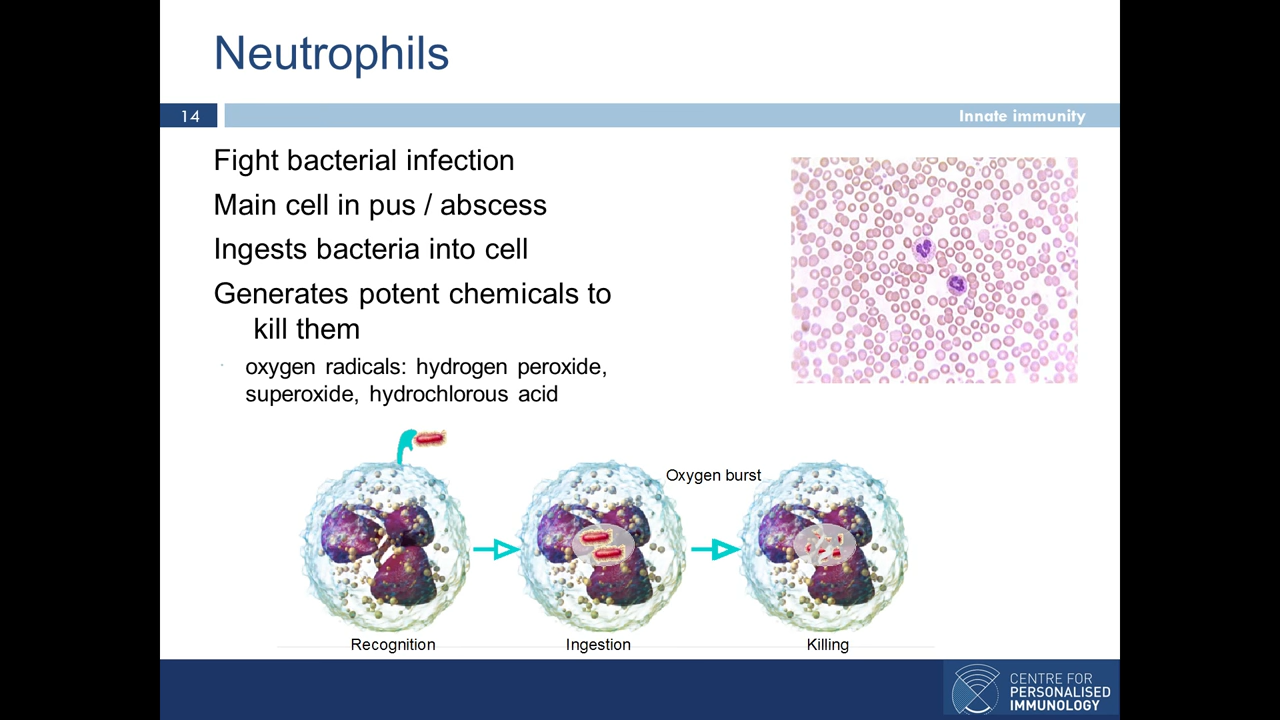 Neutrophils
14
Innate immunity
Fight bacterial infection
Main cell in pus / abscess
Ingests bacteria into cell
Generates potent chemicals to
kill them
oxygen radicals: hydrogen peroxide,
superoxide, hydrochlorous acid
Oxygen burst
Recognition
Ingestion
Killing
CENTRE FOR
PERSONALISED
IMMUNOLOGY